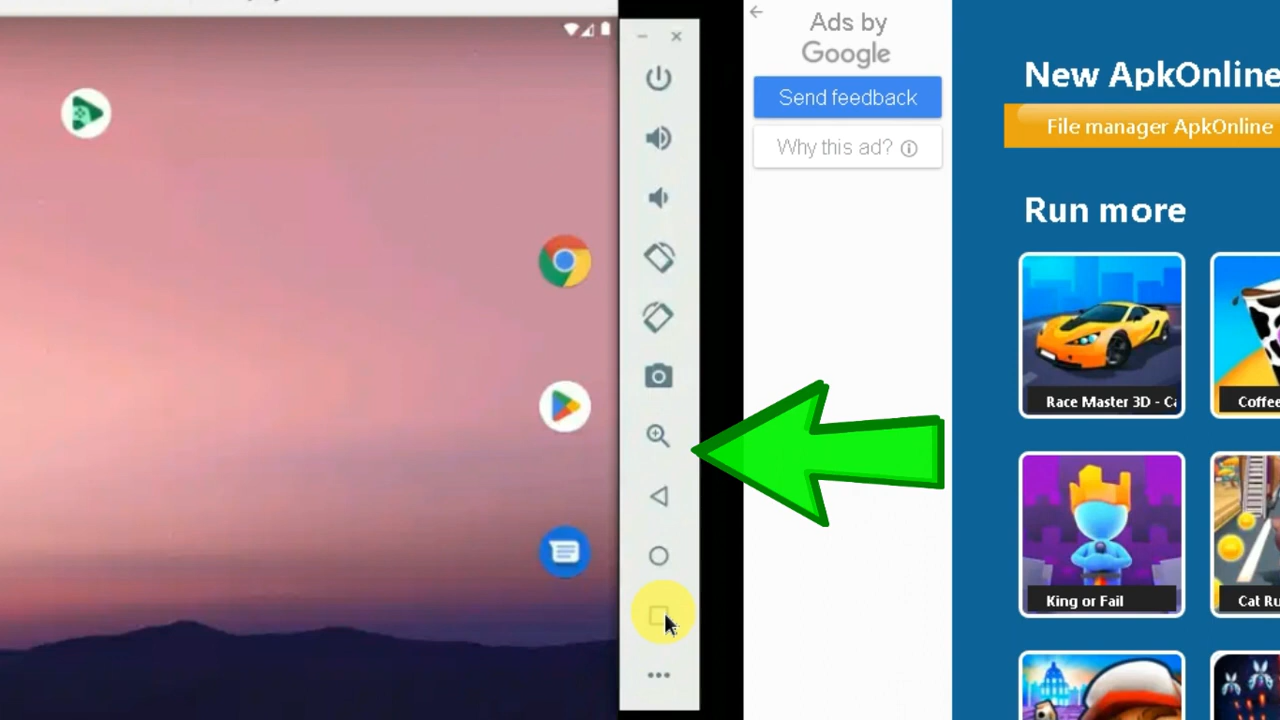 Ads by
Google
Send feedback
Why this ad?
New ApkOnline
File manager ApkOnline
Run more
Race Master 3D - Ca
Coffee
King or Fail
Cat Ru